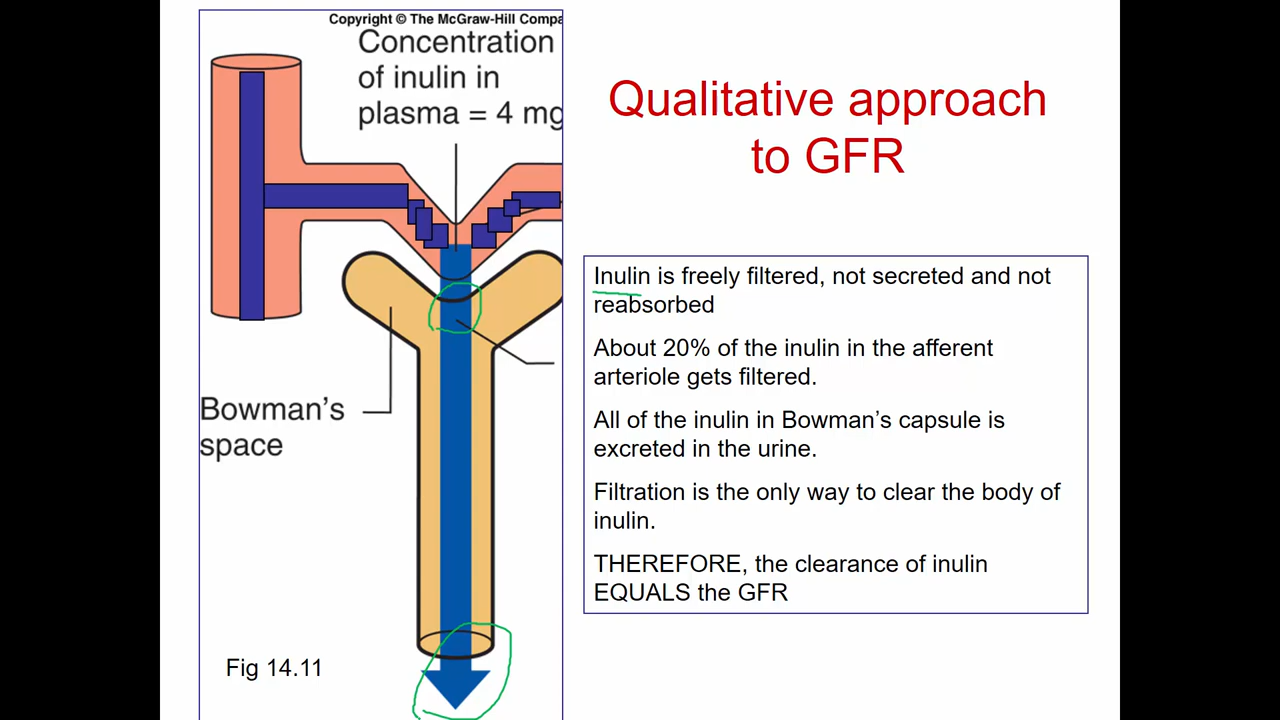 Copyright © The McGraw-Hill Compa
Concentration
of inulin in
plasma = 4 mg
Bowman's
space
Fig 14.11
Qualitative approach
to GFR
Inulin is freely filtered, not secreted and not
reabsorbed
About 20% of the inulin in the afferent
arteriole gets filtered.
All of the inulin in Bowman's capsule is
excreted in the urine.
Filtration is the only way to clear the body of
inulin.
THEREFORE, the clearance of inulin
EQUALS the GFR